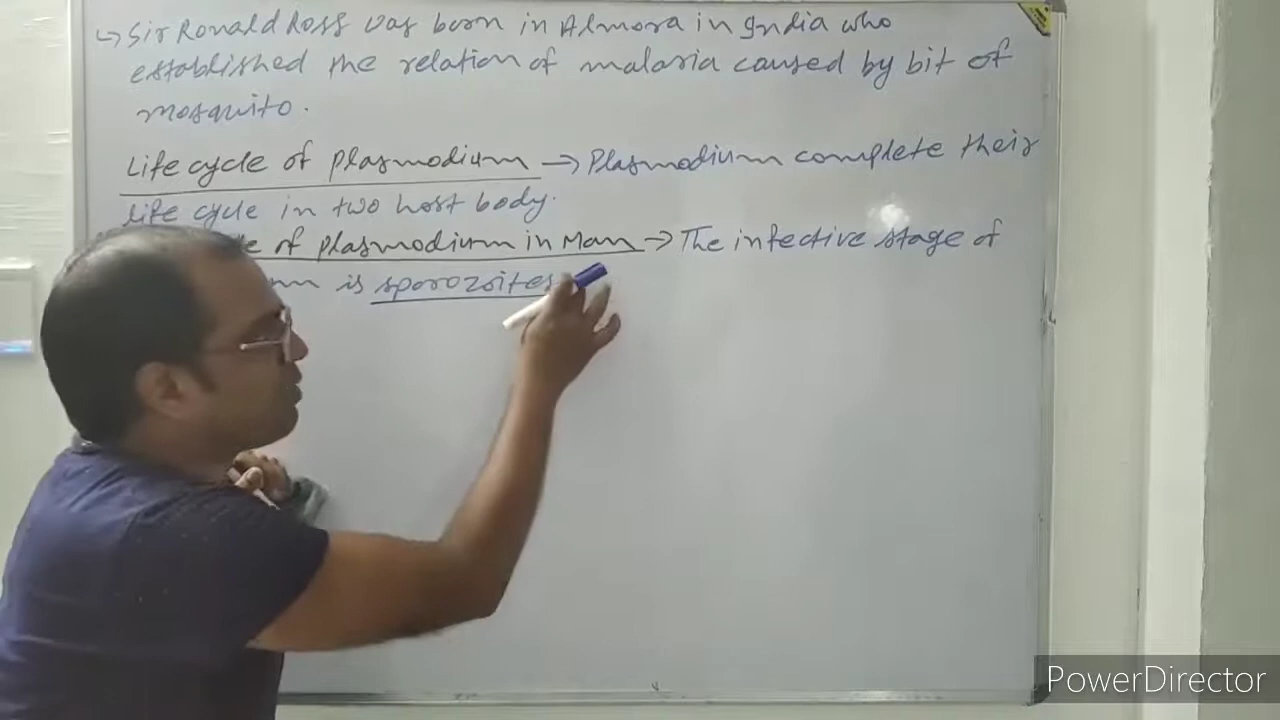 ↳ Sir Ronald Ross was born in Almora in India who
established the relation of malaria caused by bit of
mosquito.
Life cycle of plasmodium → Plasmodium complete their
life cycle in two host body.
of plasmodium in Man → The infective stage of
is sporozoites
PowerDirector